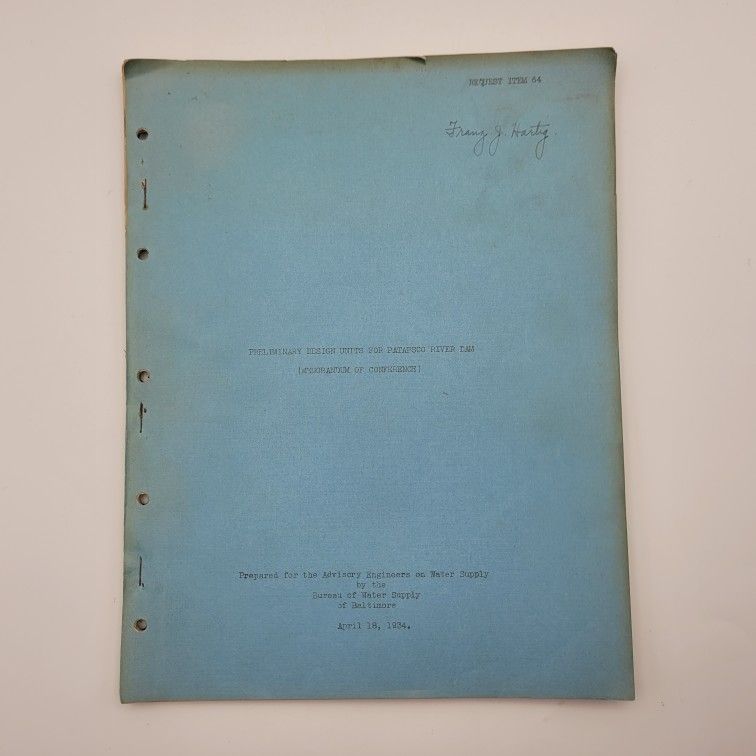 REQUEST ITEM 64
Franz J. Hartig.
PRELIMINARY DESIGN UNITS FOR PATAPSCO RIVER DAM
[MEMORANDUM OF CONFERENCE]
Prepared for the Advisory Engineers on Water Supply
by the
Bureau of Water Supply
of Baltimore
April 18, 1934.